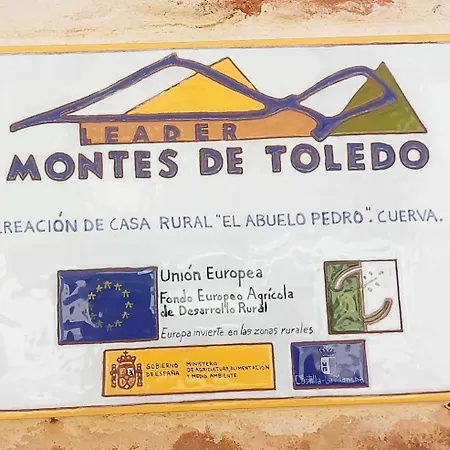 LEADER
MONTES DE TOLEDO
CREACIÓN DE CASA RURAL "EL ABUELO PEDRO". CUERVA.
Unión Europea
Fondo Europeo Agrícola
de Desarrollo Rural
Europa invierte en las zonas rurales
GOBIERNO
DE ESPAÑA
MINISTERIO
DE AGRICULTURA, ALIMENTACIÓN
Y MEDIO AMBIENTE
Castilla-La Mancha